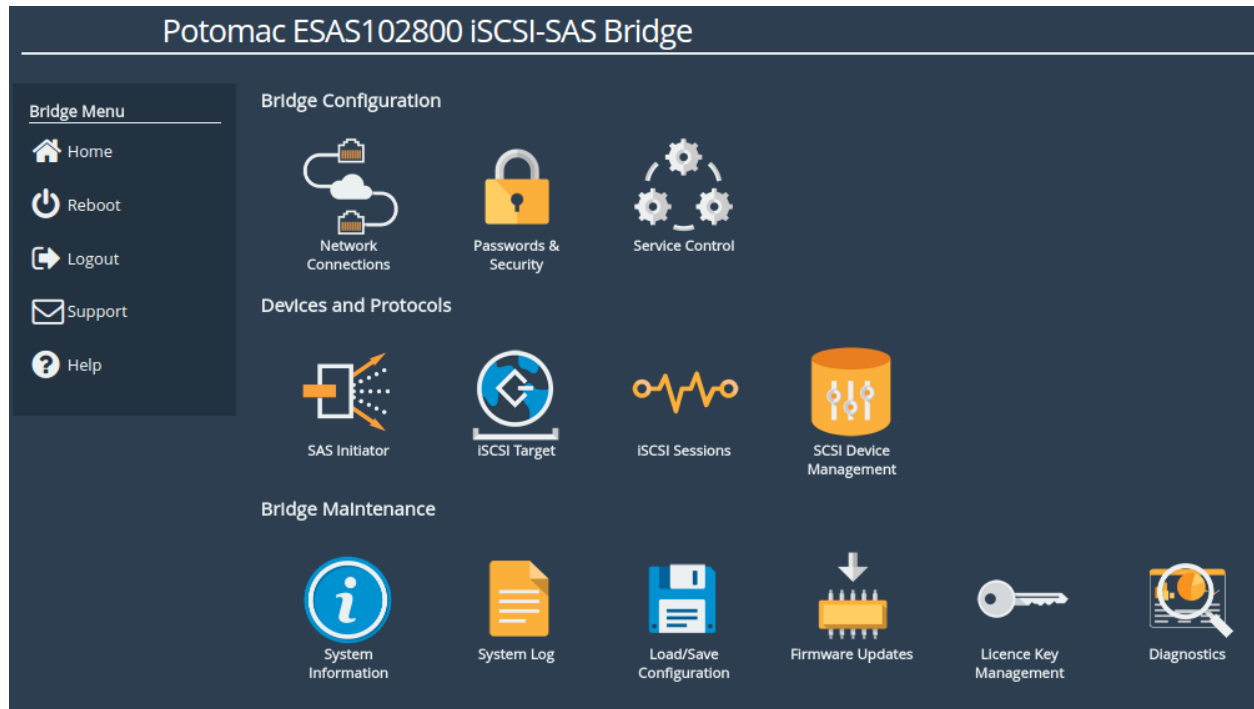 Potomac ESAS102800 iSCSI-SAS Bridge
Bridge Menu
Home
Reboot
Logout
Support
Help
Bridge Configuration
Network
Connections
Passwords &
Security
Service Control
Devices and Protocols
SAS Initiator
iSCSI Target
iSCSI Sessions
SCSI Device
Management
Bridge Maintenance
System
Information
System Log
Load/Save
Configuration
Firmware Updates
Licence Key
Management
Diagnostics